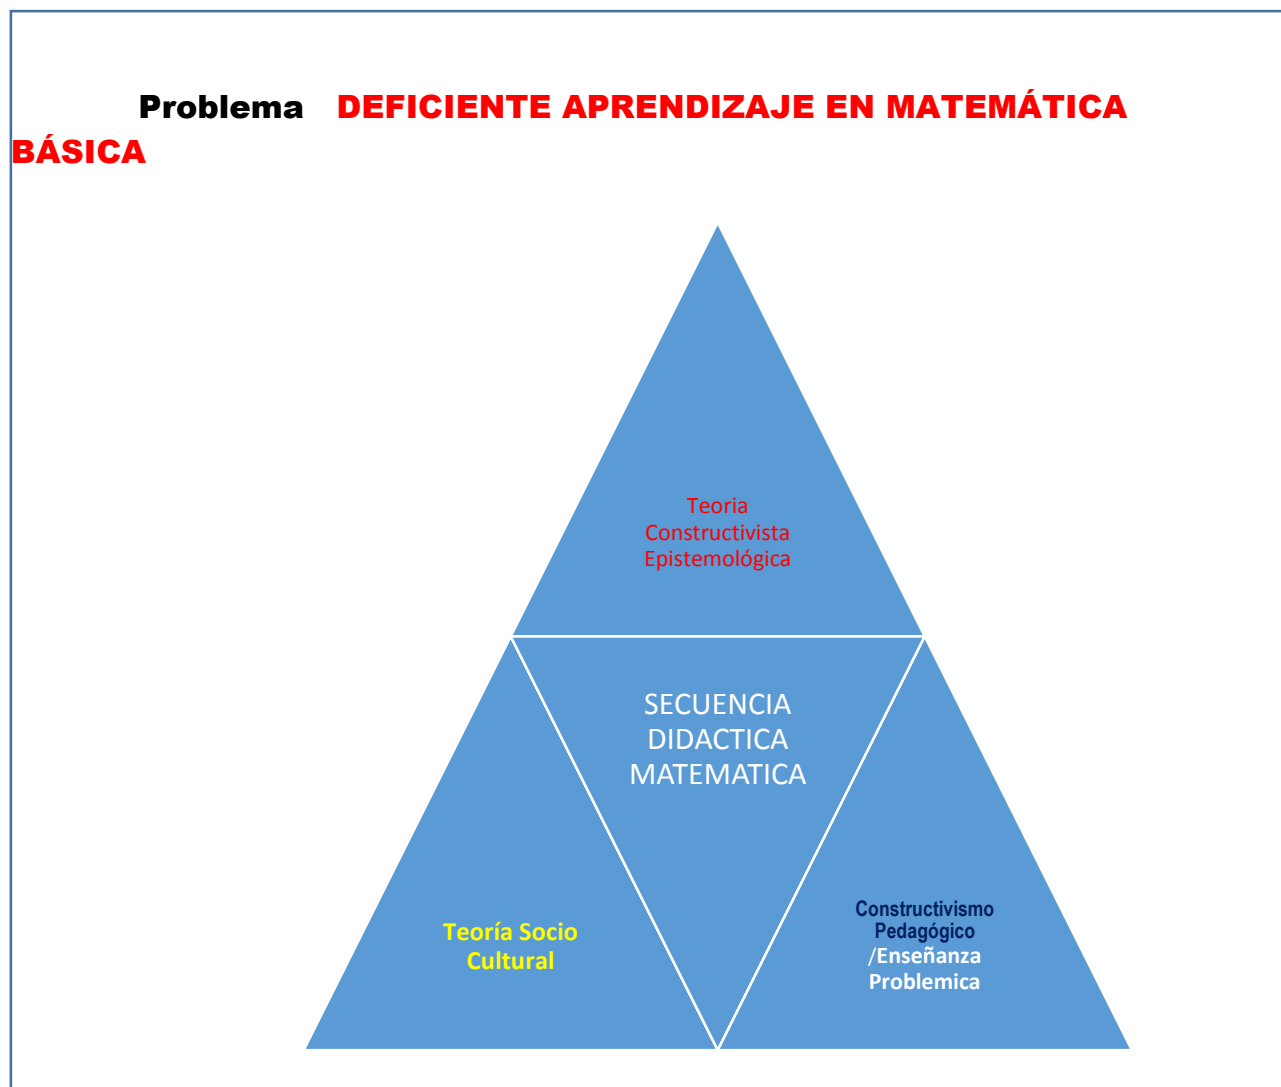 Problema DEFICIENTE APRENDIZAJE EN MATEMÁTICA
BÁSICA
Teoria
Constructivista
Epistemológica
SECUENCIA
DIDACTICA
MATEMATICA
Teoría Socio
Cultural
Constructivismo
Pedagógico
/Enseñanza
Problemica